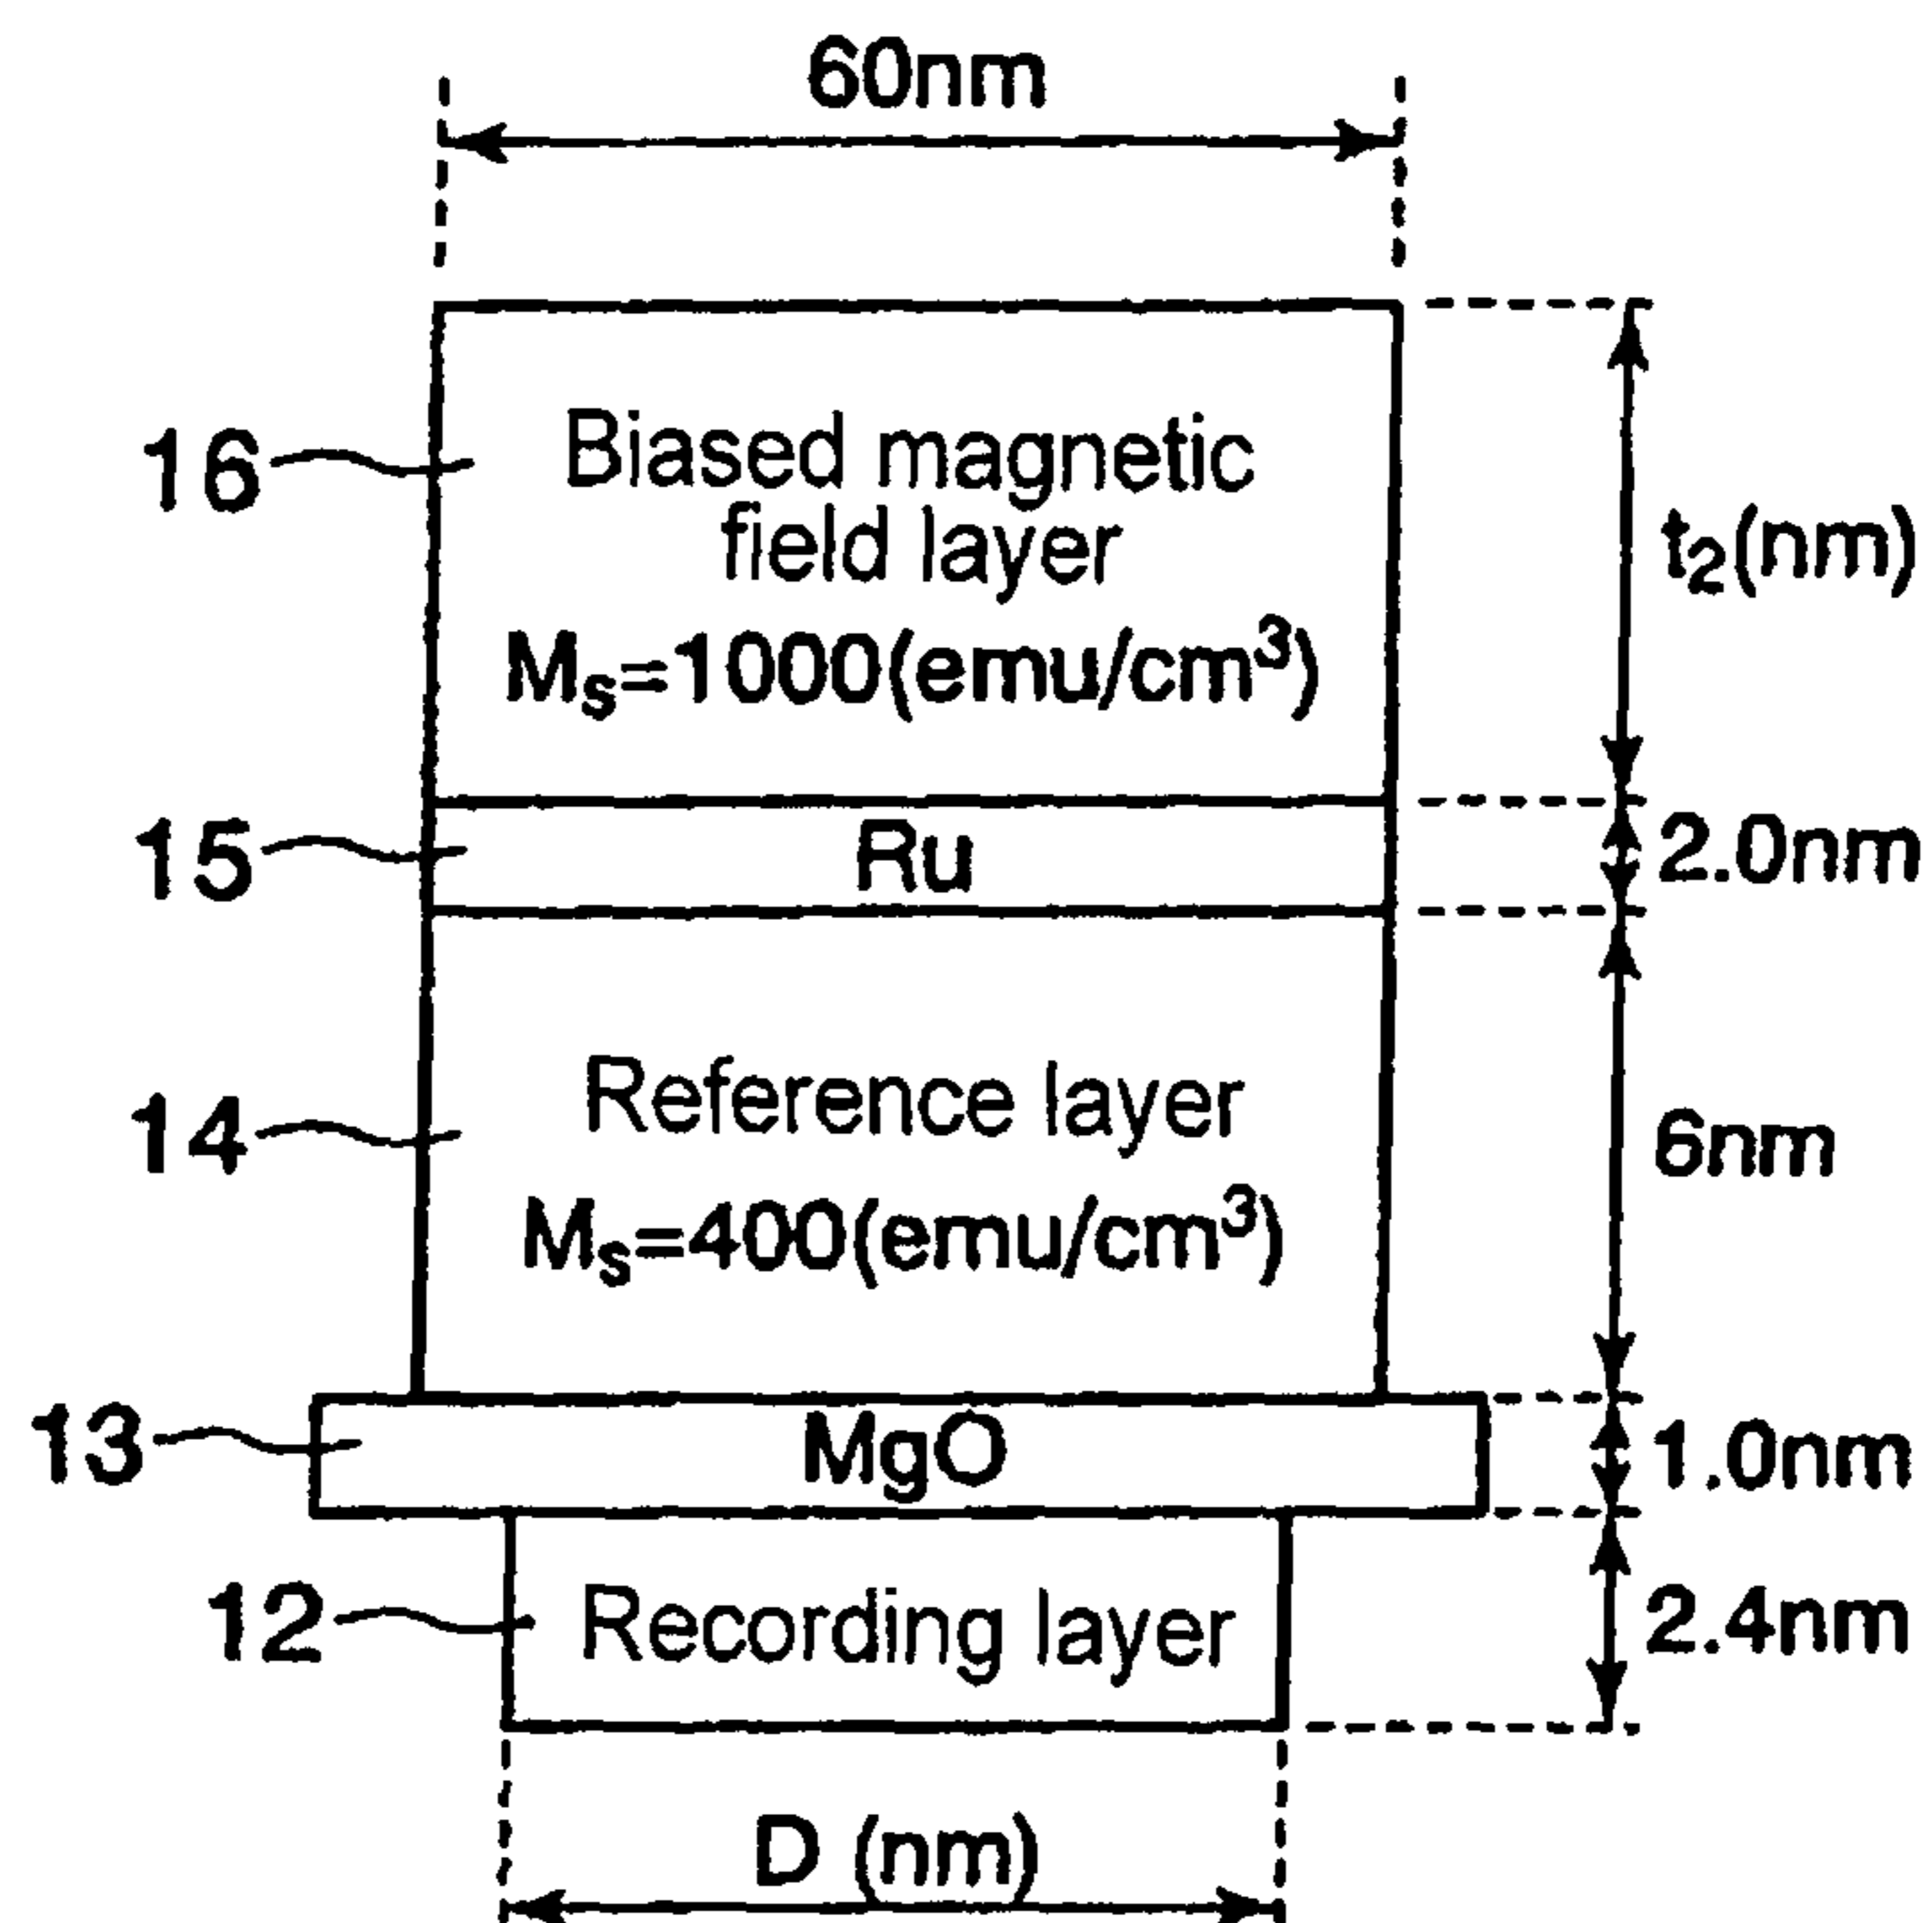 60nm
16
Biased magnetic
field layer
Mₛ=1000(emu/cm³)
t₂(nm)
15
Ru
2.0nm
14
Reference layer
Mₛ=400(emu/cm³)
6nm
13
MgO
1.0nm
12
Recording layer
2.4nm
D (nm)